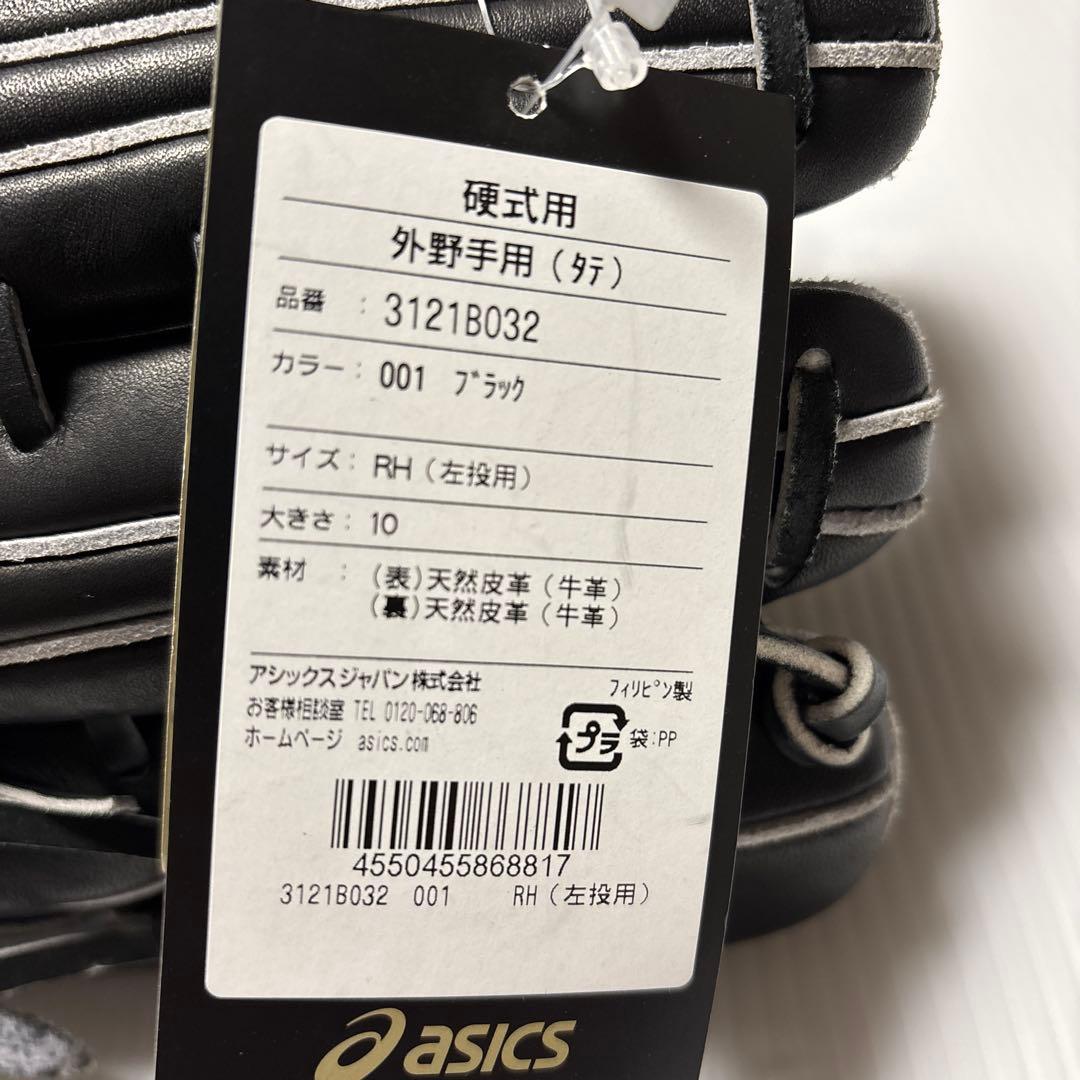 硬式用
外野手用（ﾀﾃ）
品番 : 3121B032
カラー : 001 ﾌﾞﾗｯｸ
サイズ : RH（左投用）
大きさ : 10
素材 : （表）天然皮革（牛革）
（裏）天然皮革（牛革）
アシックスジャパン株式会社
お客様相談室 TEL 0120-068-806
ホームページ asics.com
ﾌｨﾘﾋﾟﾝ製
プラ 袋:PP
4550455868817
3121B032 001 RH（左投用）
asics